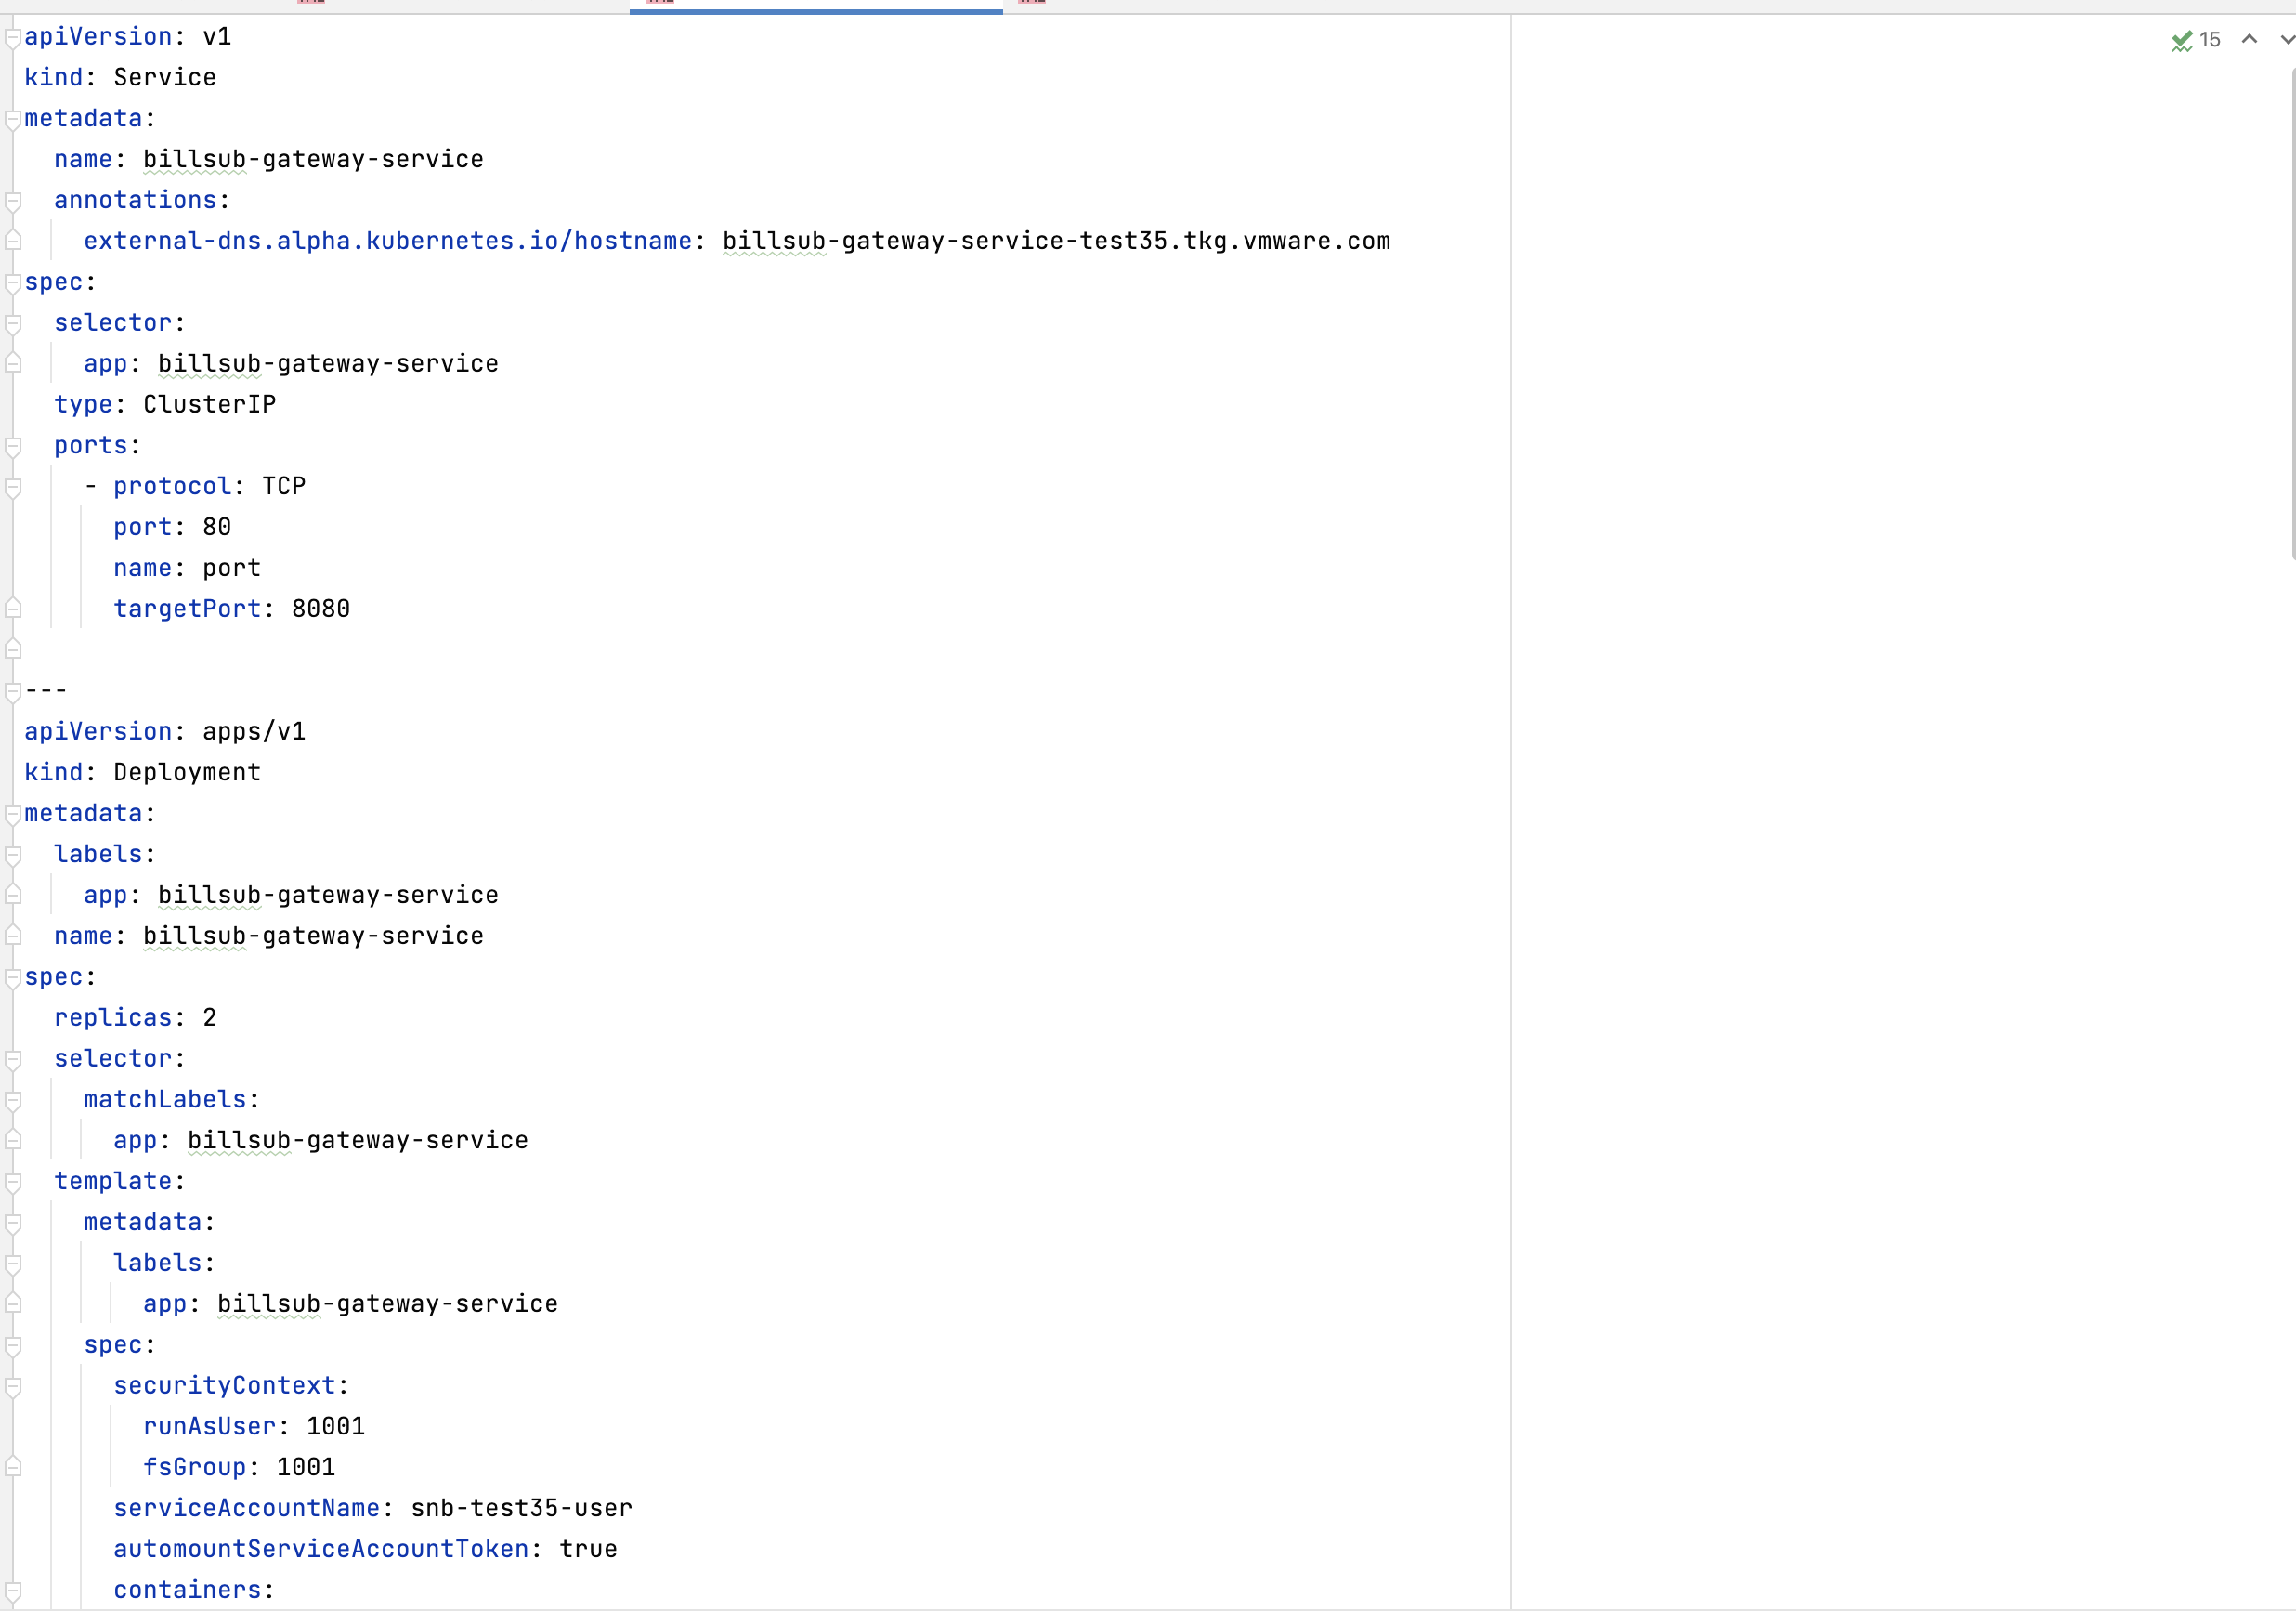 apiVersion: v1
kind: Service
metadata:
  name: billsub-gateway-service
  annotations:
    external-dns.alpha.kubernetes.io/hostname: billsub-gateway-service-test35.tkg.vmware.com
spec:
  selector:
    app: billsub-gateway-service
  type: ClusterIP
  ports:
    - protocol: TCP
      port: 80
      name: port
      targetPort: 8080

---
apiVersion: apps/v1
kind: Deployment
metadata:
  labels:
    app: billsub-gateway-service
  name: billsub-gateway-service
spec:
  replicas: 2
  selector:
    matchLabels:
      app: billsub-gateway-service
  template:
    metadata:
      labels:
        app: billsub-gateway-service
    spec:
      securityContext:
        runAsUser: 1001
        fsGroup: 1001
      serviceAccountName: snb-test35-user
      automountServiceAccountToken: true
      containers:
15